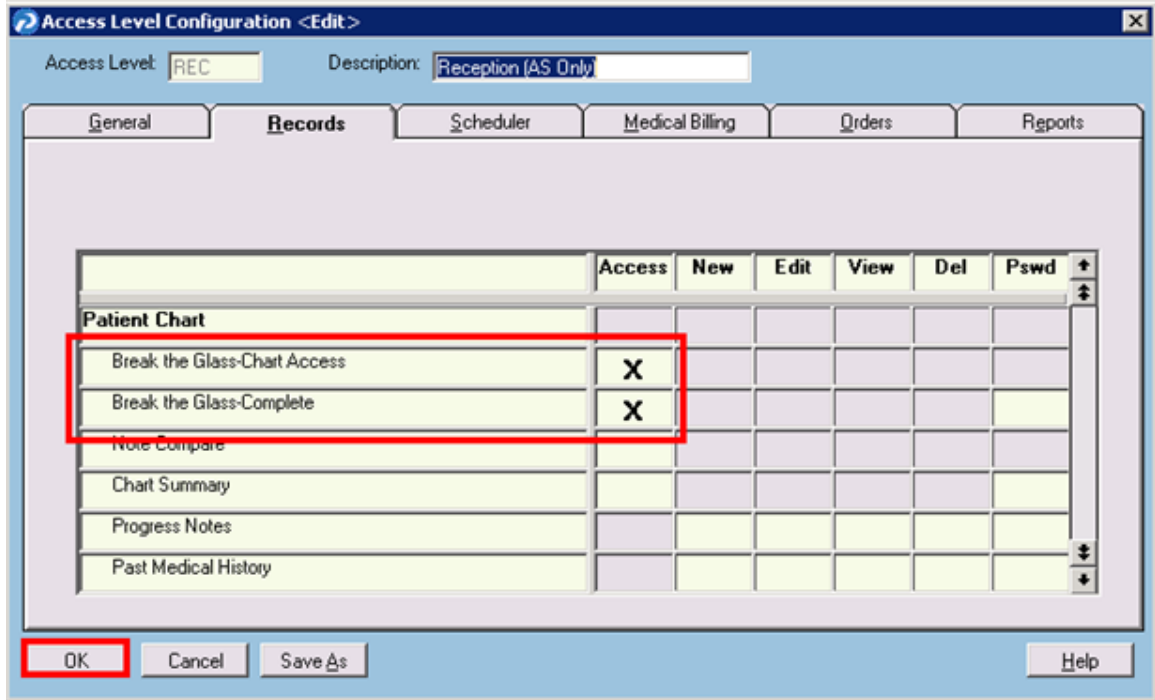 Access Level Configuration <Edit>
Access Level: REC Description: Reception (AS Only)
General Records Scheduler Medical Billing Orders Reports
Access New Edit View Del Pswd
Patient Chart
Break the Glass-Chart Access X
Break the Glass-Complete X
Note Compare
Chart Summary
Progress Notes
Past Medical History
OK Cancel Save As Help